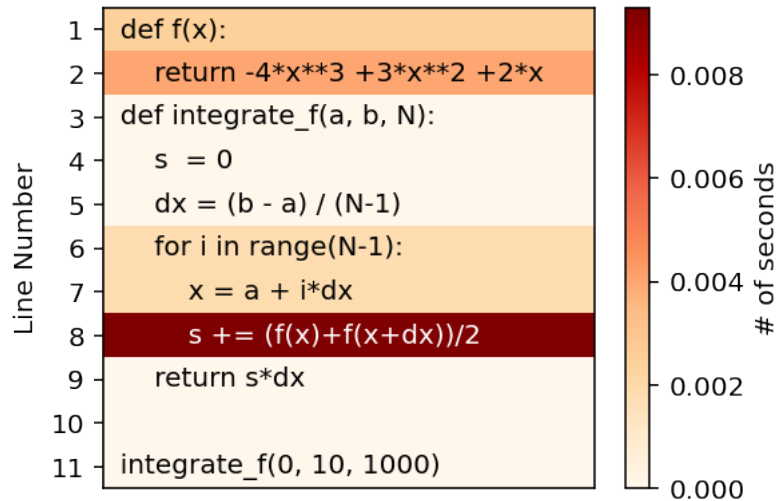 1 def f(x):
2 return -4*x**3 +3*x**2 +2*x
3 def integrate_f(a, b, N):
4 s  = 0
5 dx = (b - a) / (N-1)
6 for i in range(N-1):
7 x = a + i*dx
8 s += (f(x)+f(x+dx))/2
9 return s*dx
10
11 integrate_f(0, 10, 1000)
Line Number
0.008
0.006
0.004
0.002
0.000
# of seconds